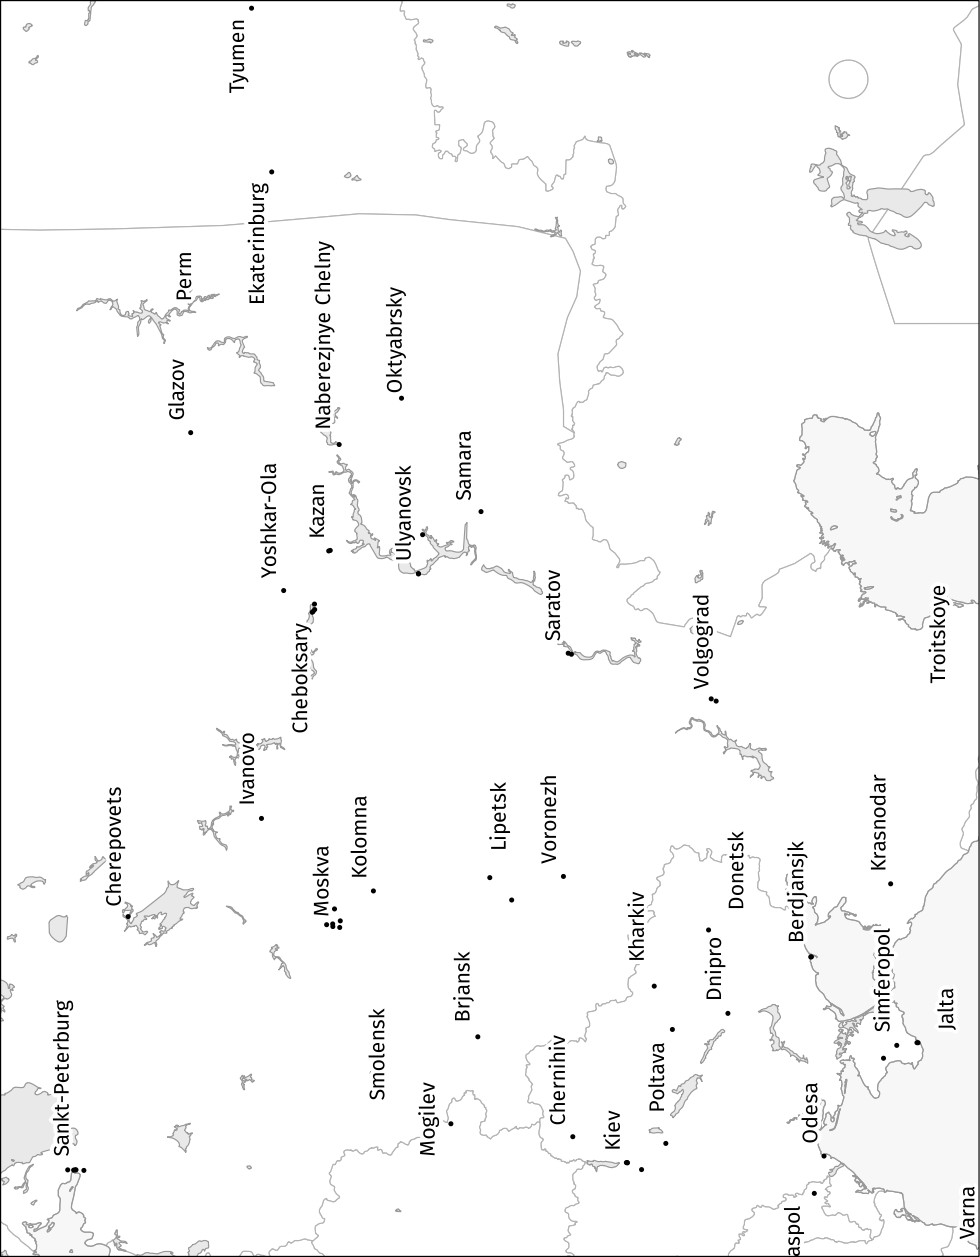 Sankt-Peterburg
Cherepovets
Glazov
Perm
Tyumen
Ivanovo
Ekaterinburg
Yoshkar-Ola
Cheboksary
Kazan
Moskva
Naberezjnye Chelny
Kolomna
Smolensk
Oktyabrsky
Ulyanovsk
Mogilev
Brjansk
Samara
Lipetsk
Voronezh
Saratov
Chernihiv
Kiev
Kharkiv
Poltava
Volgograd
Dnipro
Donetsk
aspol
Berdjansjk
Odesa
Krasnodar
Simferopol
Troitskoye
Jalta
Varna